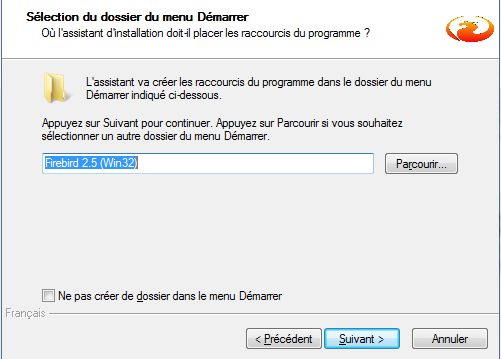 Sélection du dossier du menu Démarrer
Où l'assistant d'installation doit-il placer les raccourcis du programme ?
L'assistant va créer les raccourcis du programme dans le dossier du menu
Démarrer indiqué ci-dessous.
Appuyez sur Suivant pour continuer. Appuyez sur Parcourir si vous souhaitez
sélectionner un autre dossier du menu Démarrer.
Firebird 2.5 (Win32)
Parcourir...
Ne pas créer de dossier dans le menu Démarrer
Français
< Précédent
Suivant >
Annuler